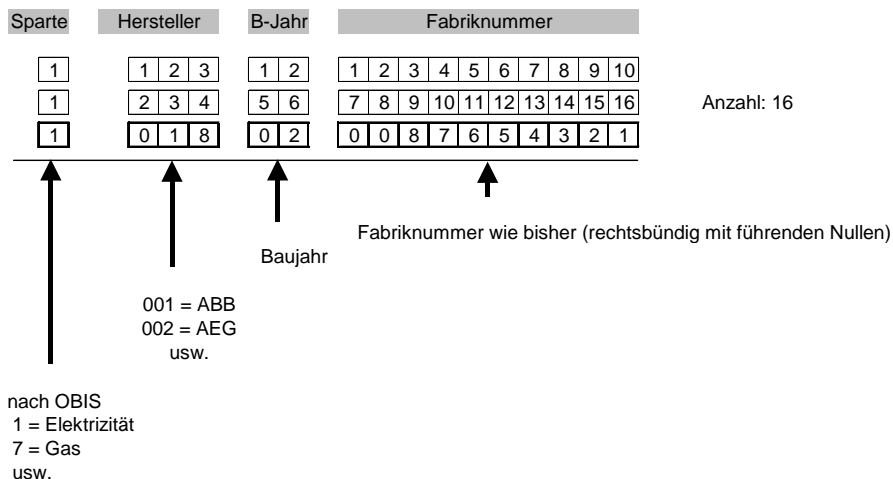 Sparte Hersteller B-Jahr Fabriknummer
1 1 2 3 1 2 1 2 3 4 5 6 7 8 9 10
1 2 3 4 5 6 7 8 9 10 11 12 13 14 15 16 Anzahl: 16
1 0 1 8 0 2 0 0 8 7 6 5 4 3 2 1
Fabriknummer wie bisher (rechtsbündig mit führenden Nullen)
Baujahr
001 = ABB
002 = AEG
usw.
nach OBIS
1 = Elektrizität
7 = Gas
usw.